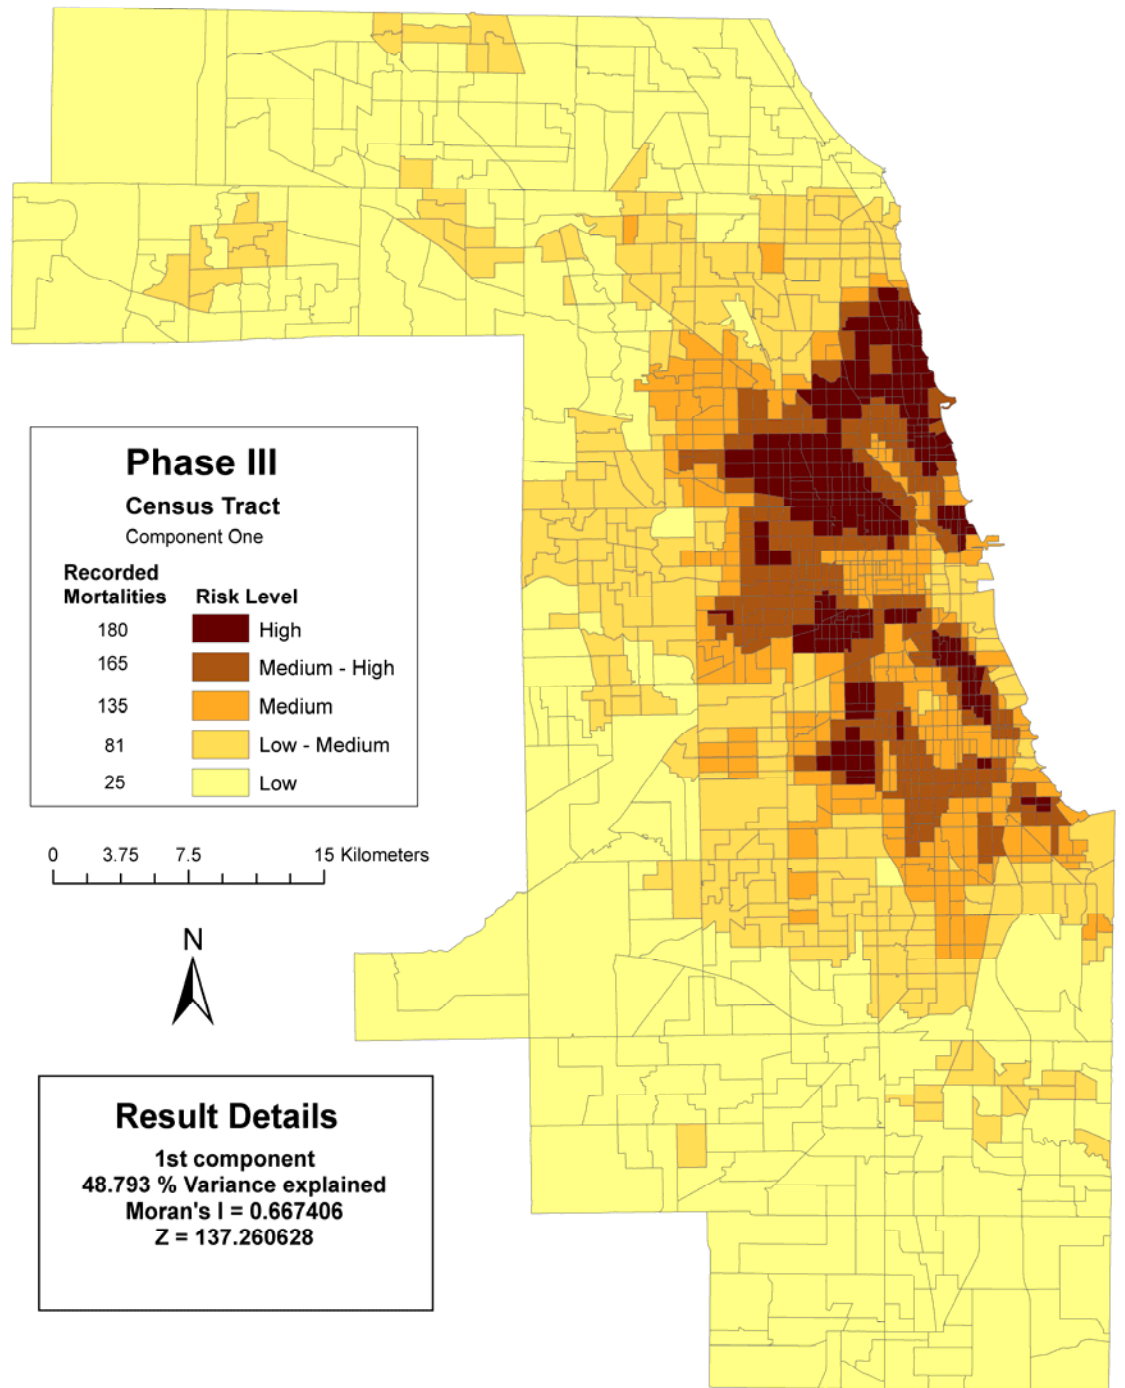 Phase III
Census Tract
Component One
Recorded
Mortalities Risk Level
180 High
165 Medium - High
135 Medium
81 Low - Medium
25 Low
0 3.75 7.5 15 Kilometers
N
Result Details
1st component
48.793 % Variance explained
Moran's I = 0.667406
Z = 137.260628